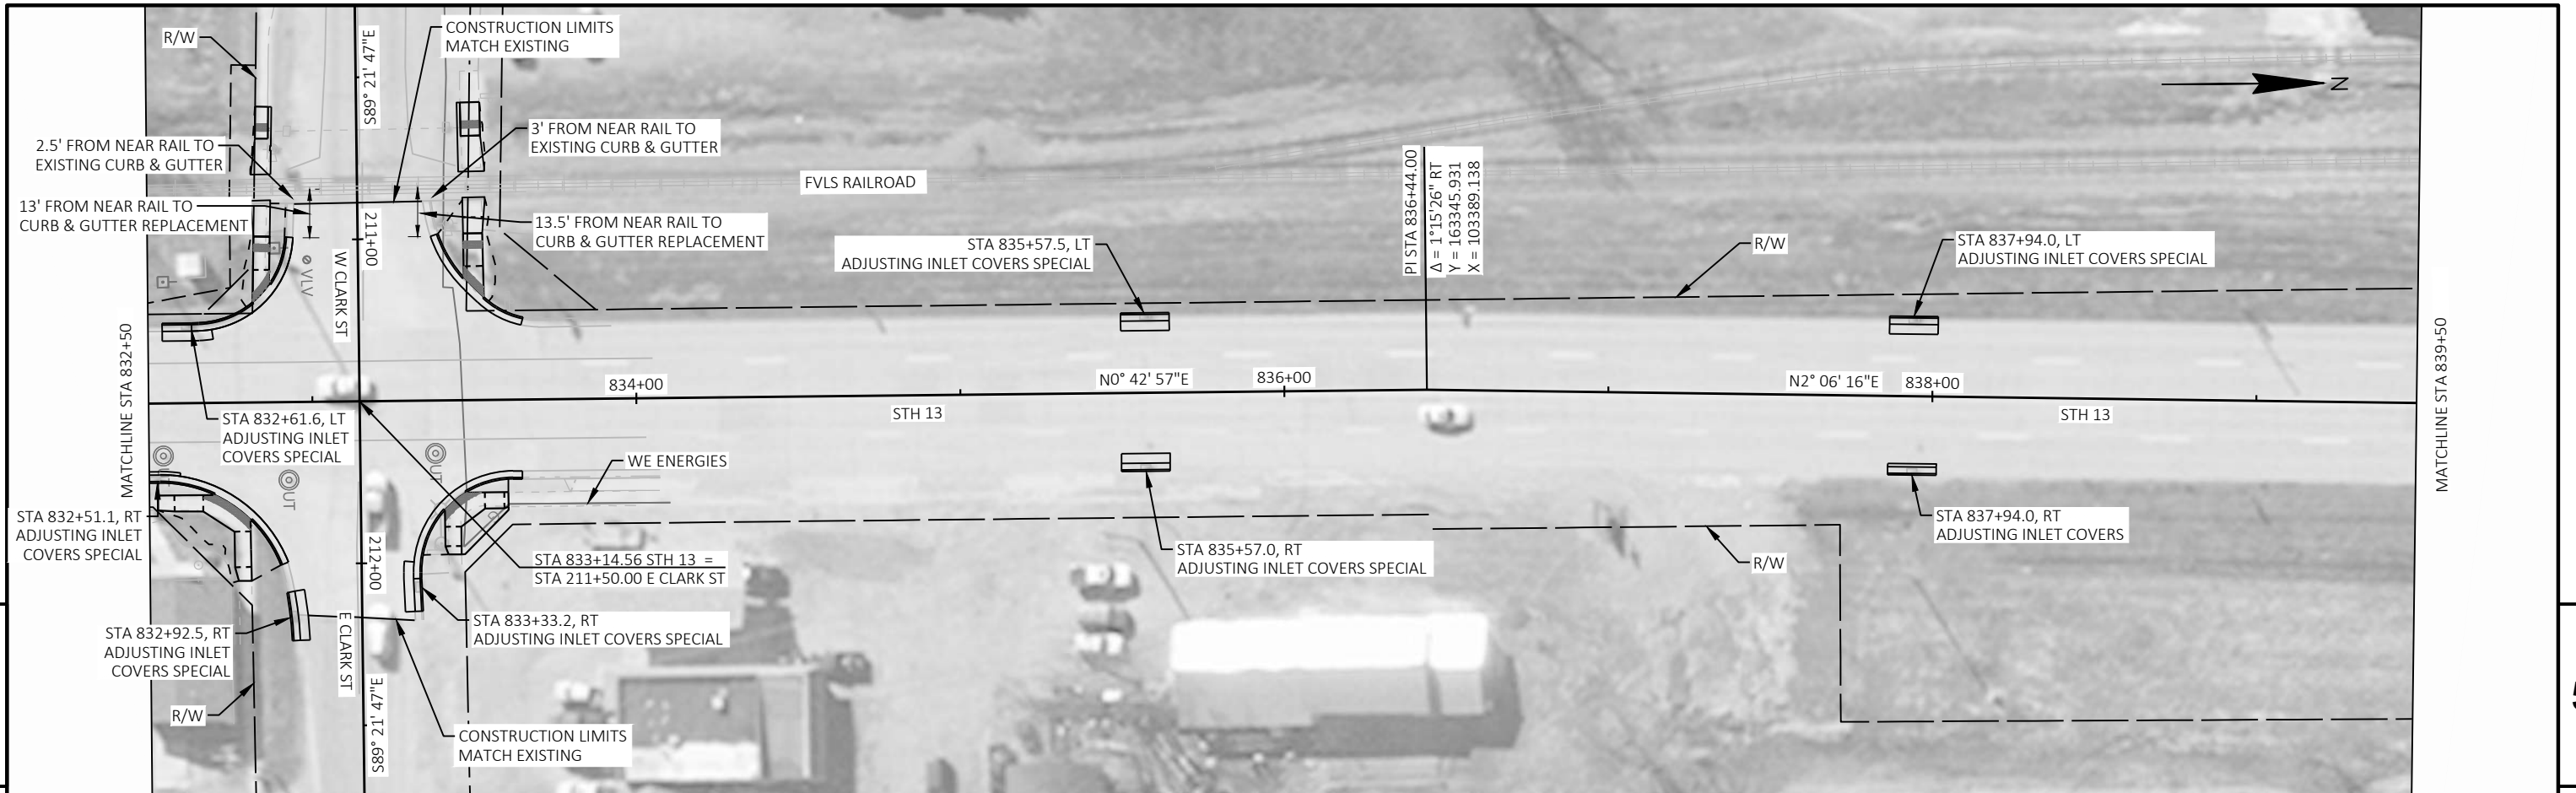 R/W
CONSTRUCTION LIMITS
MATCH EXISTING
S89° 21' 47"E
N
2.5' FROM NEAR RAIL TO
EXISTING CURB & GUTTER
3' FROM NEAR RAIL TO
EXISTING CURB & GUTTER
FVLS RAILROAD
13' FROM NEAR RAIL TO
CURB & GUTTER REPLACEMENT
13.5' FROM NEAR RAIL TO
CURB & GUTTER REPLACEMENT
211+00
W CLARK ST
VLV
STA 835+57.5, LT
ADJUSTING INLET COVERS SPECIAL
PI STA 836+44.00
Δ = 1°15'26" RT
Y = 163345.931
X = 103389.138
R/W
STA 837+94.0, LT
ADJUSTING INLET COVERS SPECIAL
MATCHLINE STA 832+50
MATCHLINE STA 839+50
834+00
N0° 42' 57"E
836+00
N2° 06' 16"E
838+00
STH 13
STH 13
STA 832+61.6, LT
ADJUSTING INLET
COVERS SPECIAL
UT
UT
WE ENERGIES
STA 832+51.1, RT
ADJUSTING INLET
COVERS SPECIAL
212+00
STA 833+14.56 STH 13 =
STA 211+50.00 E CLARK ST
STA 835+57.0, RT
ADJUSTING INLET COVERS SPECIAL
R/W
STA 837+94.0, RT
ADJUSTING INLET COVERS
STA 832+92.5, RT
ADJUSTING INLET
COVERS SPECIAL
E CLARK ST
STA 833+33.2, RT
ADJUSTING INLET COVERS SPECIAL
R/W
S89° 21' 47"E
CONSTRUCTION LIMITS
MATCH EXISTING